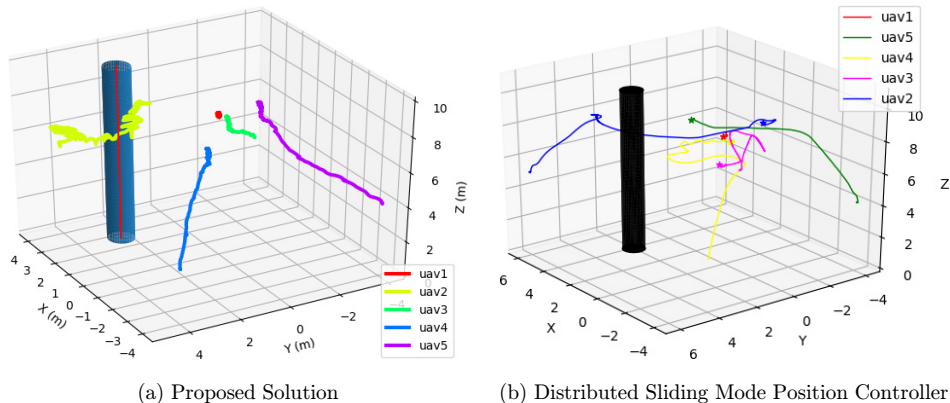 10
8
6
4
2
0
Z (m)
4
3
2
1
0
−1
−2
−3
−4
X (m)
4
2
0
−2
−4
Y (m)
uav1
uav2
uav3
uav4
uav5
(a) Proposed Solution
uav1
uav5
uav4
uav3
uav2
10
8
6
4
2
0
Z
6
4
2
0
−2
−4
X
6
4
2
0
−2
−4
Y
(b) Distributed Sliding Mode Position Controller